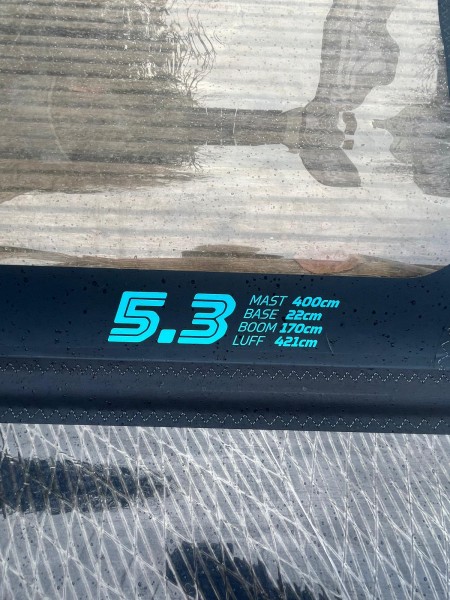 5.3
MAST 400cm
BASE 22cm
BOOM 170cm
LUFF 421cm